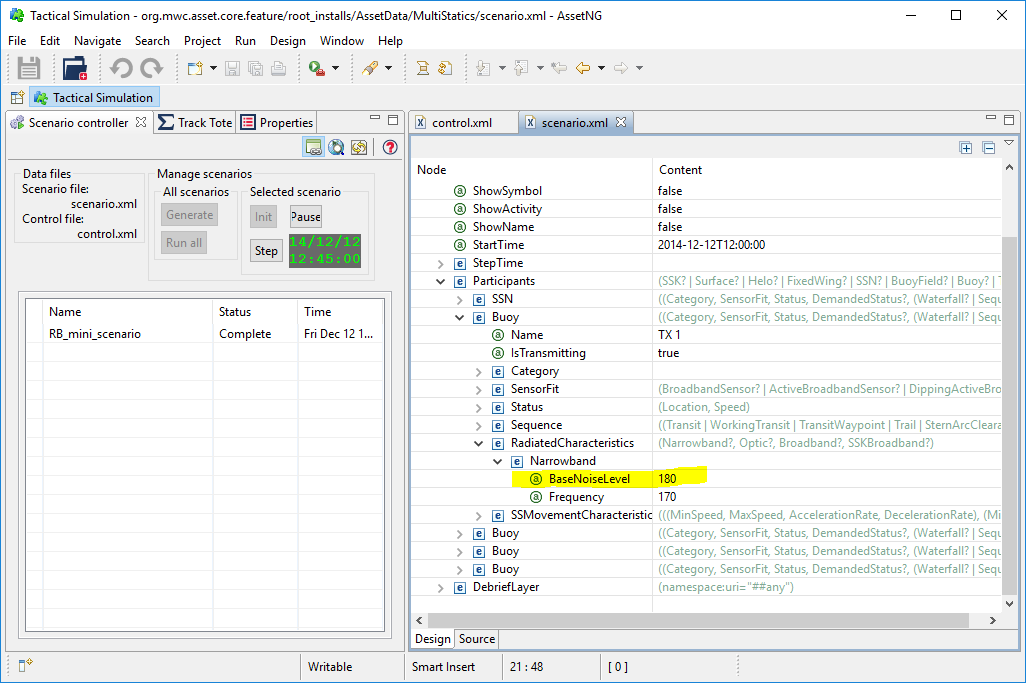 Tactical Simulation - org.mwc.asset.core.feature/root_installs/AssetData/MultiStatics/scenario.xml - AssetNG
File Edit Navigate Search Project Run Design Window Help
Tactical Simulation
Scenario controller Track Tote Properties
Data files
Scenario file:
scenario.xml
Control file:
control.xml
Manage scenarios
All scenarios
Generate
Run all
Selected scenario
Init Pause
Step
14/12/12
12:45:00
Name Status Time
RB_mini_scenario Complete Fri Dec 12 1...
control.xml scenario.xml
Node Content
ShowSymbol false
ShowActivity false
ShowName false
StartTime 2014-12-12T12:00:00
StepTime
Participants (SSK? | Surface? | Helo? | FixedWing? | SSN? | BuoyField? | Buoy? |
SSN ((Category, SensorFit, Status, DemandedStatus?, (Waterfall? | Sequ
Buoy ((Category, SensorFit, Status, DemandedStatus?, (Waterfall? | Sequ
Name TX 1
IsTransmitting true
Category
SensorFit (BroadbandSensor? | ActiveBroadbandSensor? | DippingActiveBro
Status (Location, Speed)
Sequence ((Transit | WorkingTransit | TransitWaypoint | Trail | SternArcCleara
RadiatedCharacteristics (Narrowband?, Optic?, Broadband?, SSKBroadband?)
Narrowband
BaseNoiseLevel 180
Frequency 170
SSMovementCharacteristic (((MinSpeed, MaxSpeed, AccelerationRate, DecelerationRate), (Mi
Buoy ((Category, SensorFit, Status, DemandedStatus?, (Waterfall? | Sequ
Buoy ((Category, SensorFit, Status, DemandedStatus?, (Waterfall? | Sequ
Buoy ((Category, SensorFit, Status, DemandedStatus?, (Waterfall? | Sequ
DebriefLayer (namespace:uri="##any")
Design Source
Writable Smart Insert 21 : 48 [ 0 ]